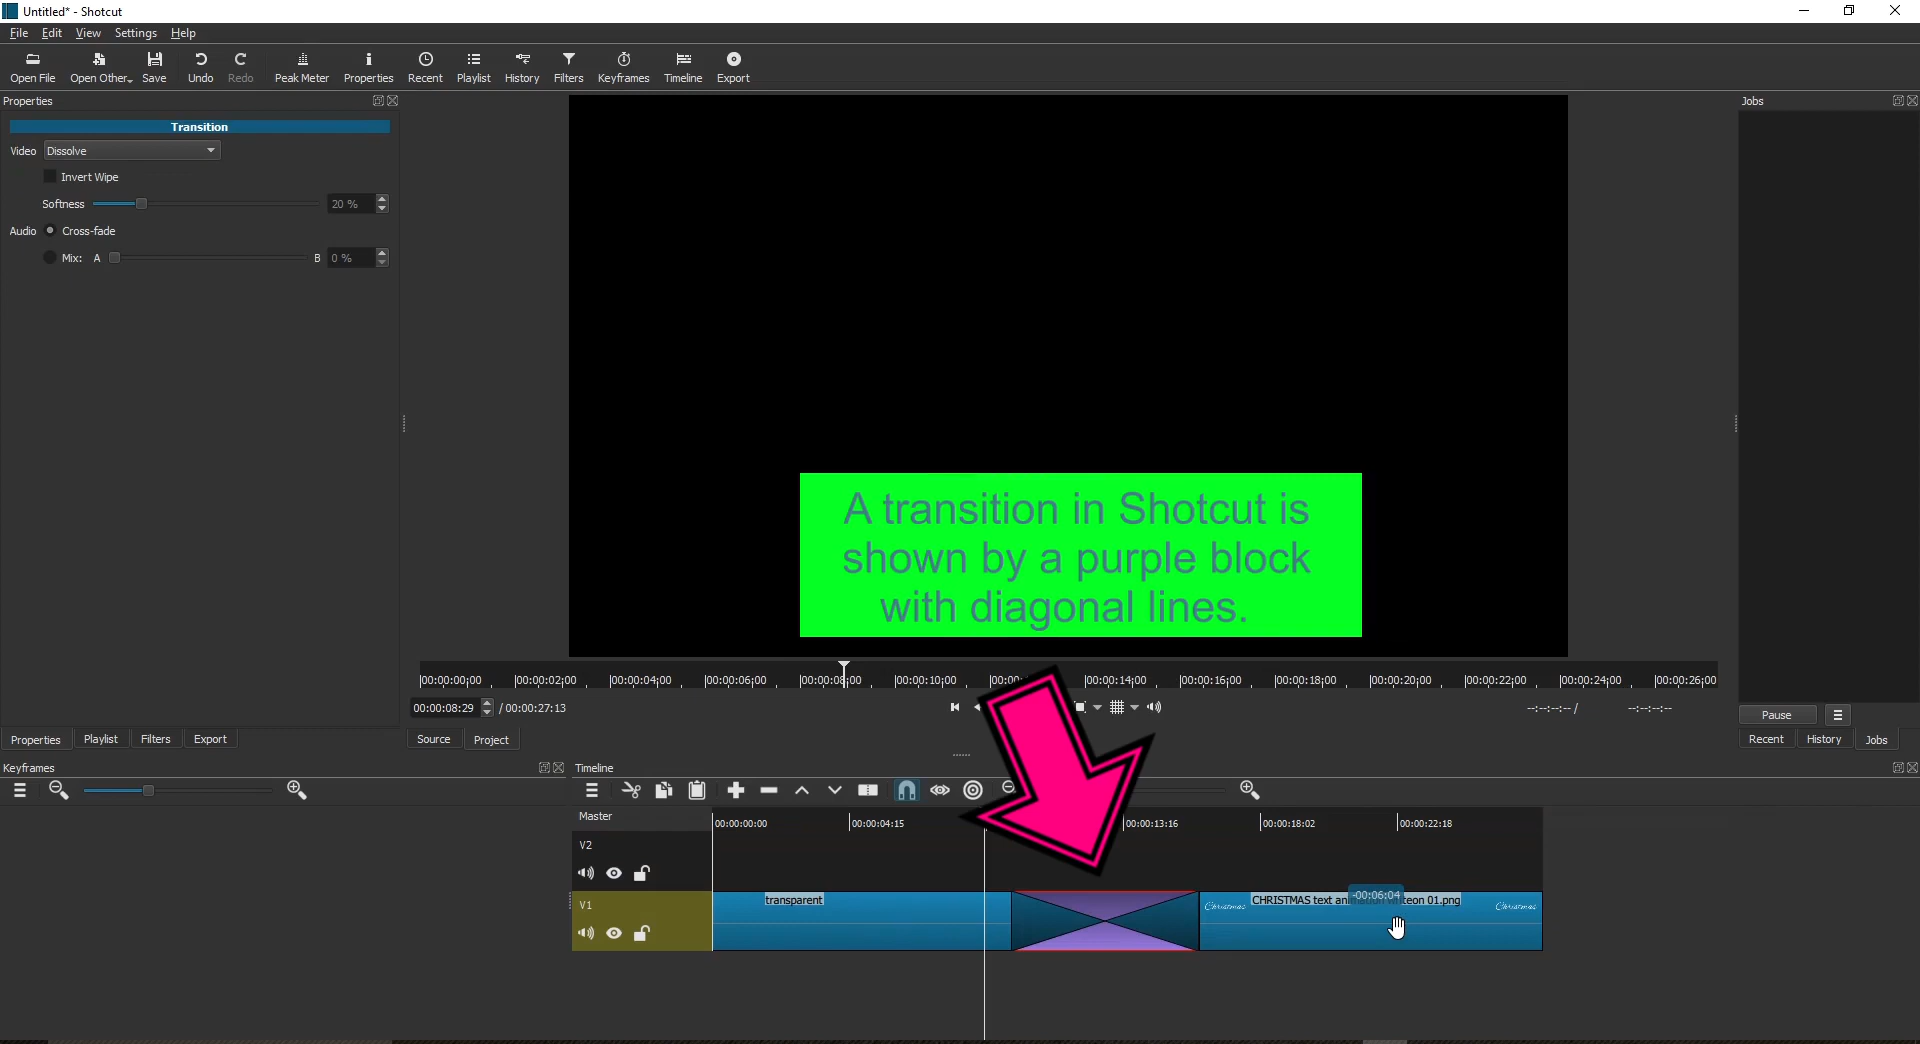 Untitled* - Shotcut
File Edit View Settings Help
Open File Open Other... Save Undo Redo Peak Meter Properties Recent Playlist History Filters Keyframes Timeline Export
Properties
Transition
Video Dissolve
Invert Wipe
Softness 20 %
Audio Cross-fade
Mix: A B 0 %
Jobs
A transition in Shotcut is
shown by a purple block
with diagonal lines.
00:00:00;00 00:00:02;00 00:00:04;00 00:00:06;00 00:00:08;00 00:00:10;00 00:00: 00:00:14;00 00:00:16;00 00:00:18;00 00:00:20;00 00:00:22;00 00:00:24;00 00:00:26;00
00:00:08:29 / 00:00:27:13 --:--:--:-- / --:--:--:--
Pause
Properties Playlist Filters Export Source Project Recent History Jobs
Keyframes Timeline
Master
00:00:00:00 00:00:04:15 00:00:13:16 00:00:18:02 00:00:22:18
V2
V1
transparent
-00:06:04
Christmas CHRISTMAS text Christmas